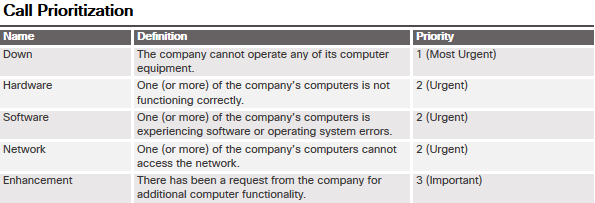 Call Prioritization
Name Definition Priority
Down The company cannot operate any of its computer 1 (Most Urgent)
equipment.
Hardware One (or more) of the company's computers is not 2 (Urgent)
functioning correctly.
Software One (or more) of the company's computers is 2 (Urgent)
experiencing software or operating system errors.
Network One (or more) of the company's computers cannot 2 (Urgent)
access the network.
Enhancement There has been a request from the company for 3 (Important)
additional computer functionality.